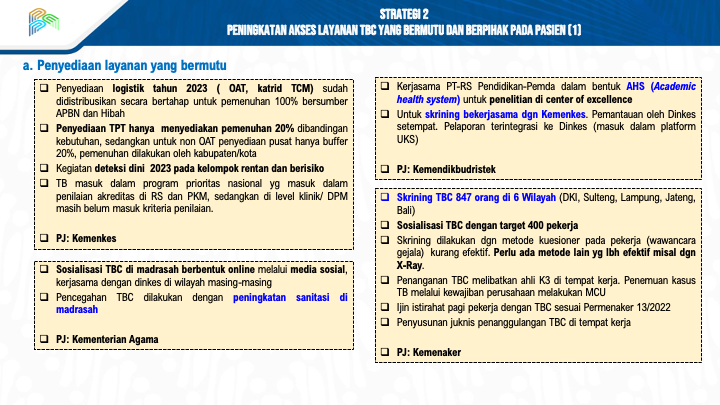 STRATEGI 2
PENINGKATAN AKSES LAYANAN TBC YANG BERMUTU DAN BERPIHAK PADA PASIEN (1)
a. Penyediaan layanan yang bermutu
❑ Penyediaan logistik tahun 2023 ( OAT, katrid TCM) sudah
didistribusikan secara bertahap untuk pemenuhan 100% bersumber
APBN dan Hibah
❑ Penyediaan TPT hanya menyediakan pemenuhan 20% dibandingan
kebutuhan, sedangkan untuk non OAT penyediaan pusat hanya buffer
20%, pemenuhan dilakukan oleh kabupaten/kota
❑ Kegiatan deteksi dini 2023 pada kelompok rentan dan berisiko
❑ TB masuk dalam program prioritas nasional yg masuk dalam
penilaian akreditas di RS dan PKM, sedangkan di level klinik/ DPM
masih belum masuk kriteria penilaian.
❑ PJ: Kemenkes
❑ Sosialisasi TBC di madrasah berbentuk online melalui media sosial,
kerjasama dengan dinkes di wilayah masing-masing
❑ Pencegahan TBC dilakukan dengan peningkatan sanitasi di
madrasah
❑ PJ: Kementerian Agama
❑ Kerjasama PT-RS Pendidikan-Pemda dalam bentuk AHS (Academic
health system) untuk penelitian di center of excellence
❑ Untuk skrining bekerjasama dgn Kemenkes. Pemantauan oleh Dinkes
setempat. Pelaporan terintegrasi ke Dinkes (masuk dalam platform
UKS)
❑ PJ: Kemendikbudristek
❑ Skrining TBC 847 orang di 6 Wilayah (DKI, Sulteng, Lampung, Jateng,
Bali)
❑ Sosialisasi TBC dengan target 400 pekerja
❑ Skrining dilakukan dgn metode kuesioner pada pekerja (wawancara
gejala) kurang efektif. Perlu ada metode lain yg lbh efektif misal dgn
X-Ray.
❑ Penanganan TBC melibatkan ahli K3 di tempat kerja. Penemuan kasus
TB melalui kewajiban perusahaan melakukan MCU
❑ Ijin istirahat pagi pekerja dengan TBC sesuai Permenaker 13/2022
❑ Penyusunan juknis penanggulangan TBC di tempat kerja
❑ PJ: Kemenaker